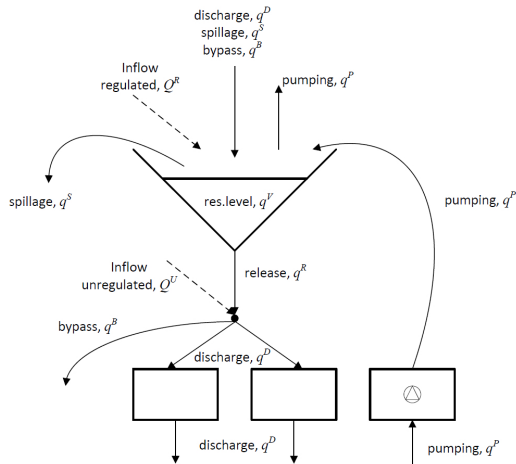 discharge, q^D
spillage, q^S
bypass, q^B
Inflow
regulated, Q^R
pumping, q^P
spillage, q^S
res.level, q^V
pumping, q^P
Inflow
unregulated, Q^U
release, q^R
bypass, q^B
discharge, q^D
discharge, q^D
pumping, q^P